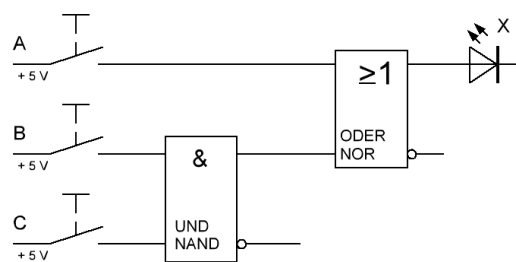 A
+ 5 V
B
+ 5 V
C
+ 5 V
&
UND
NAND
≥1
ODER
NOR
X